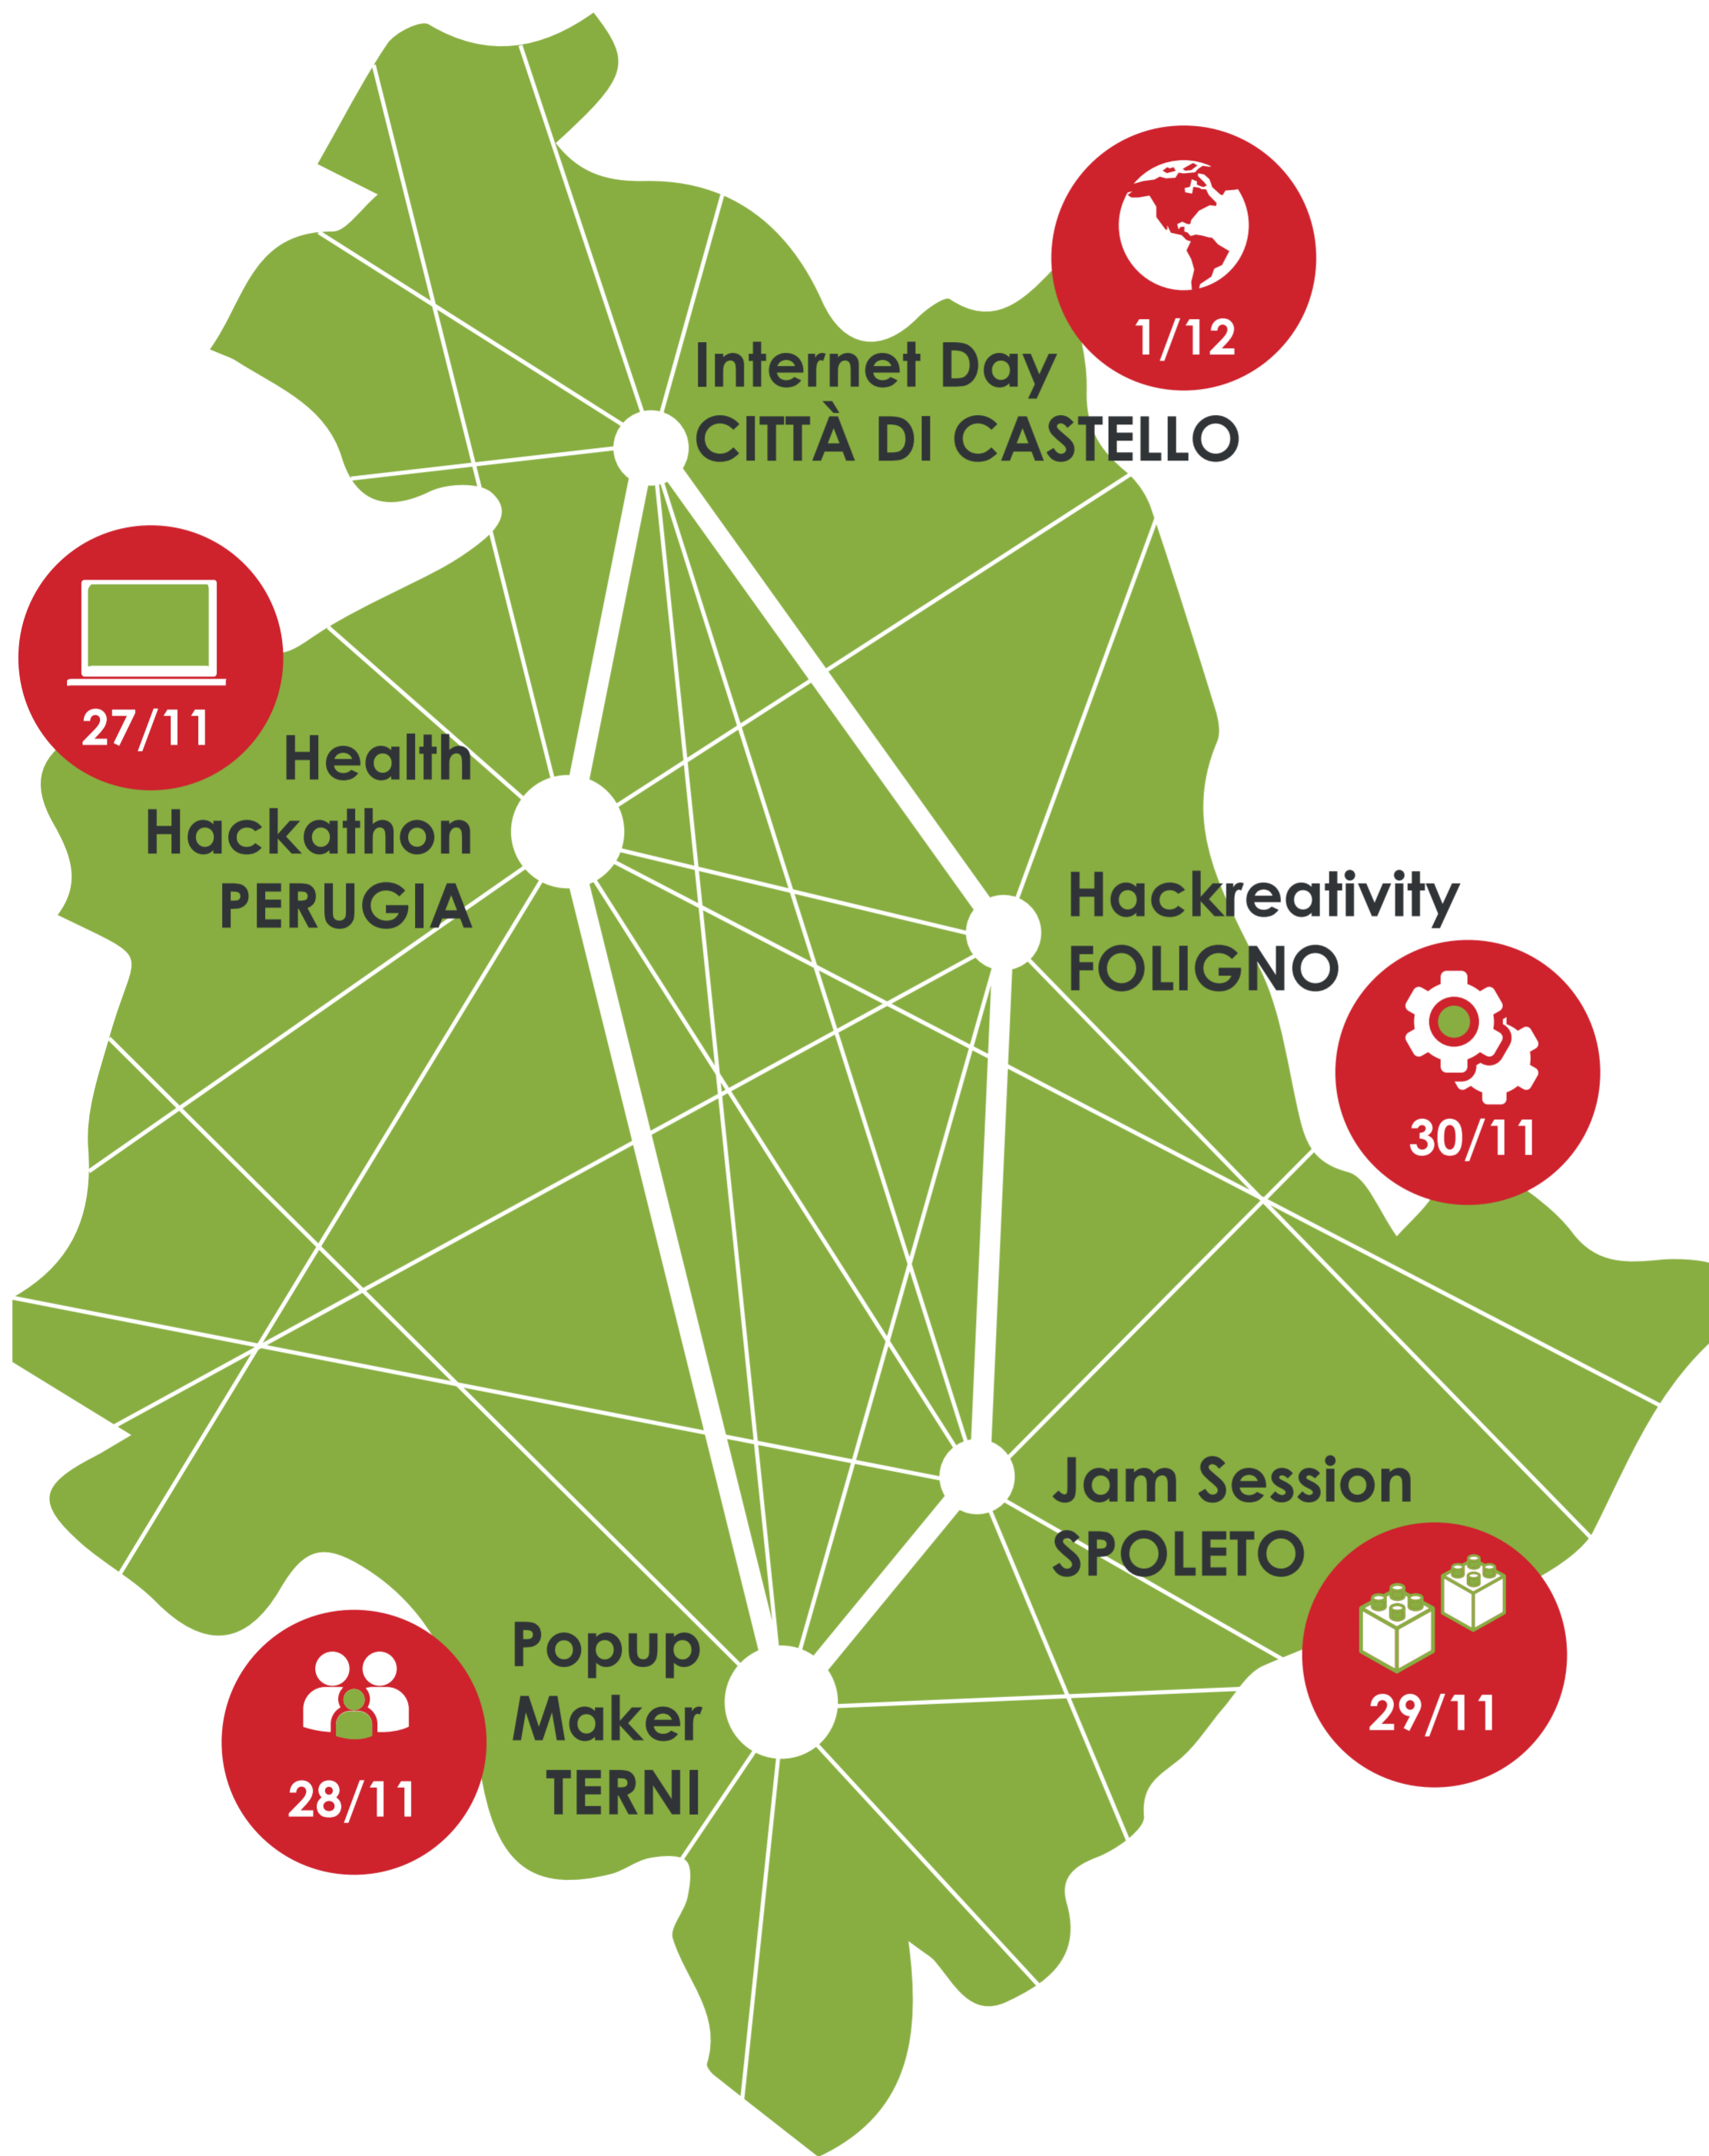 1/12
Internet Day
CITTÀ DI CASTELLO
27/11
Health
Hackathon
PERUGIA
Hackreativity
FOLIGNO
30/11
Jam Session
SPOLETO
29/11
Popup
Maker
TERNI
28/11